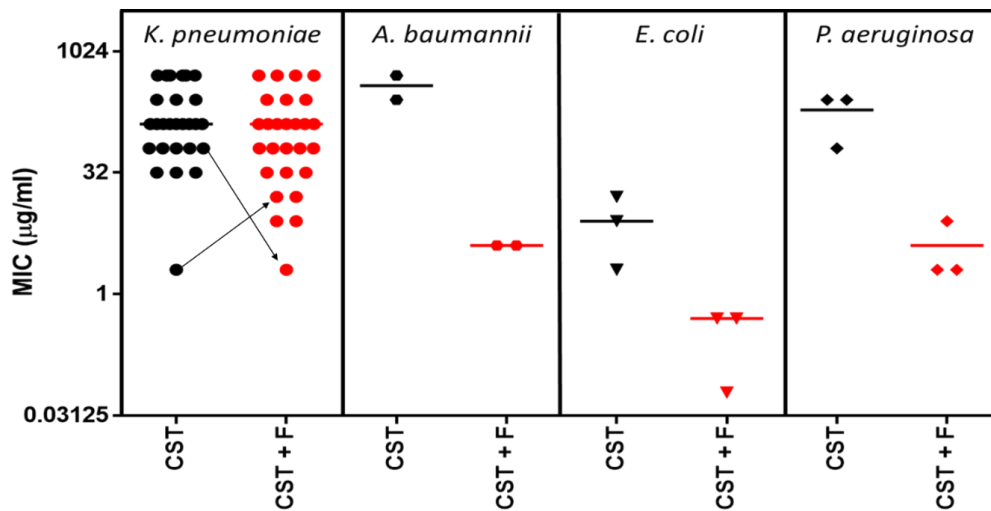 K. pneumoniae
A. baumannii
E. coli
P. aeruginosa
MIC (µg/ml)
1024
32
1
0.03125
CST
CST + F
CST
CST + F
CST
CST + F
CST
CST + F